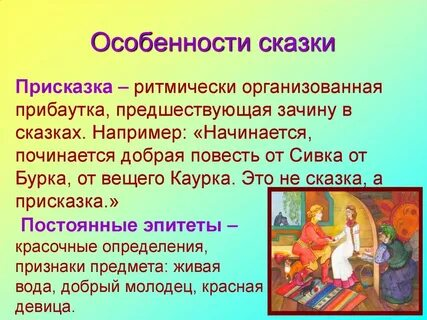 Особенности сказки
Присказка – ритмически организованная
прибаутка, предшествующая зачину в
сказках. Например: «Начинается,
починается добрая повесть от Сивка от
Бурка, от вещего Каурка. Это не сказка, а
присказка.»
Постоянные эпитеты –
красочные определения,
признаки предмета: живая
вода, добрый молодец, красная
девица.